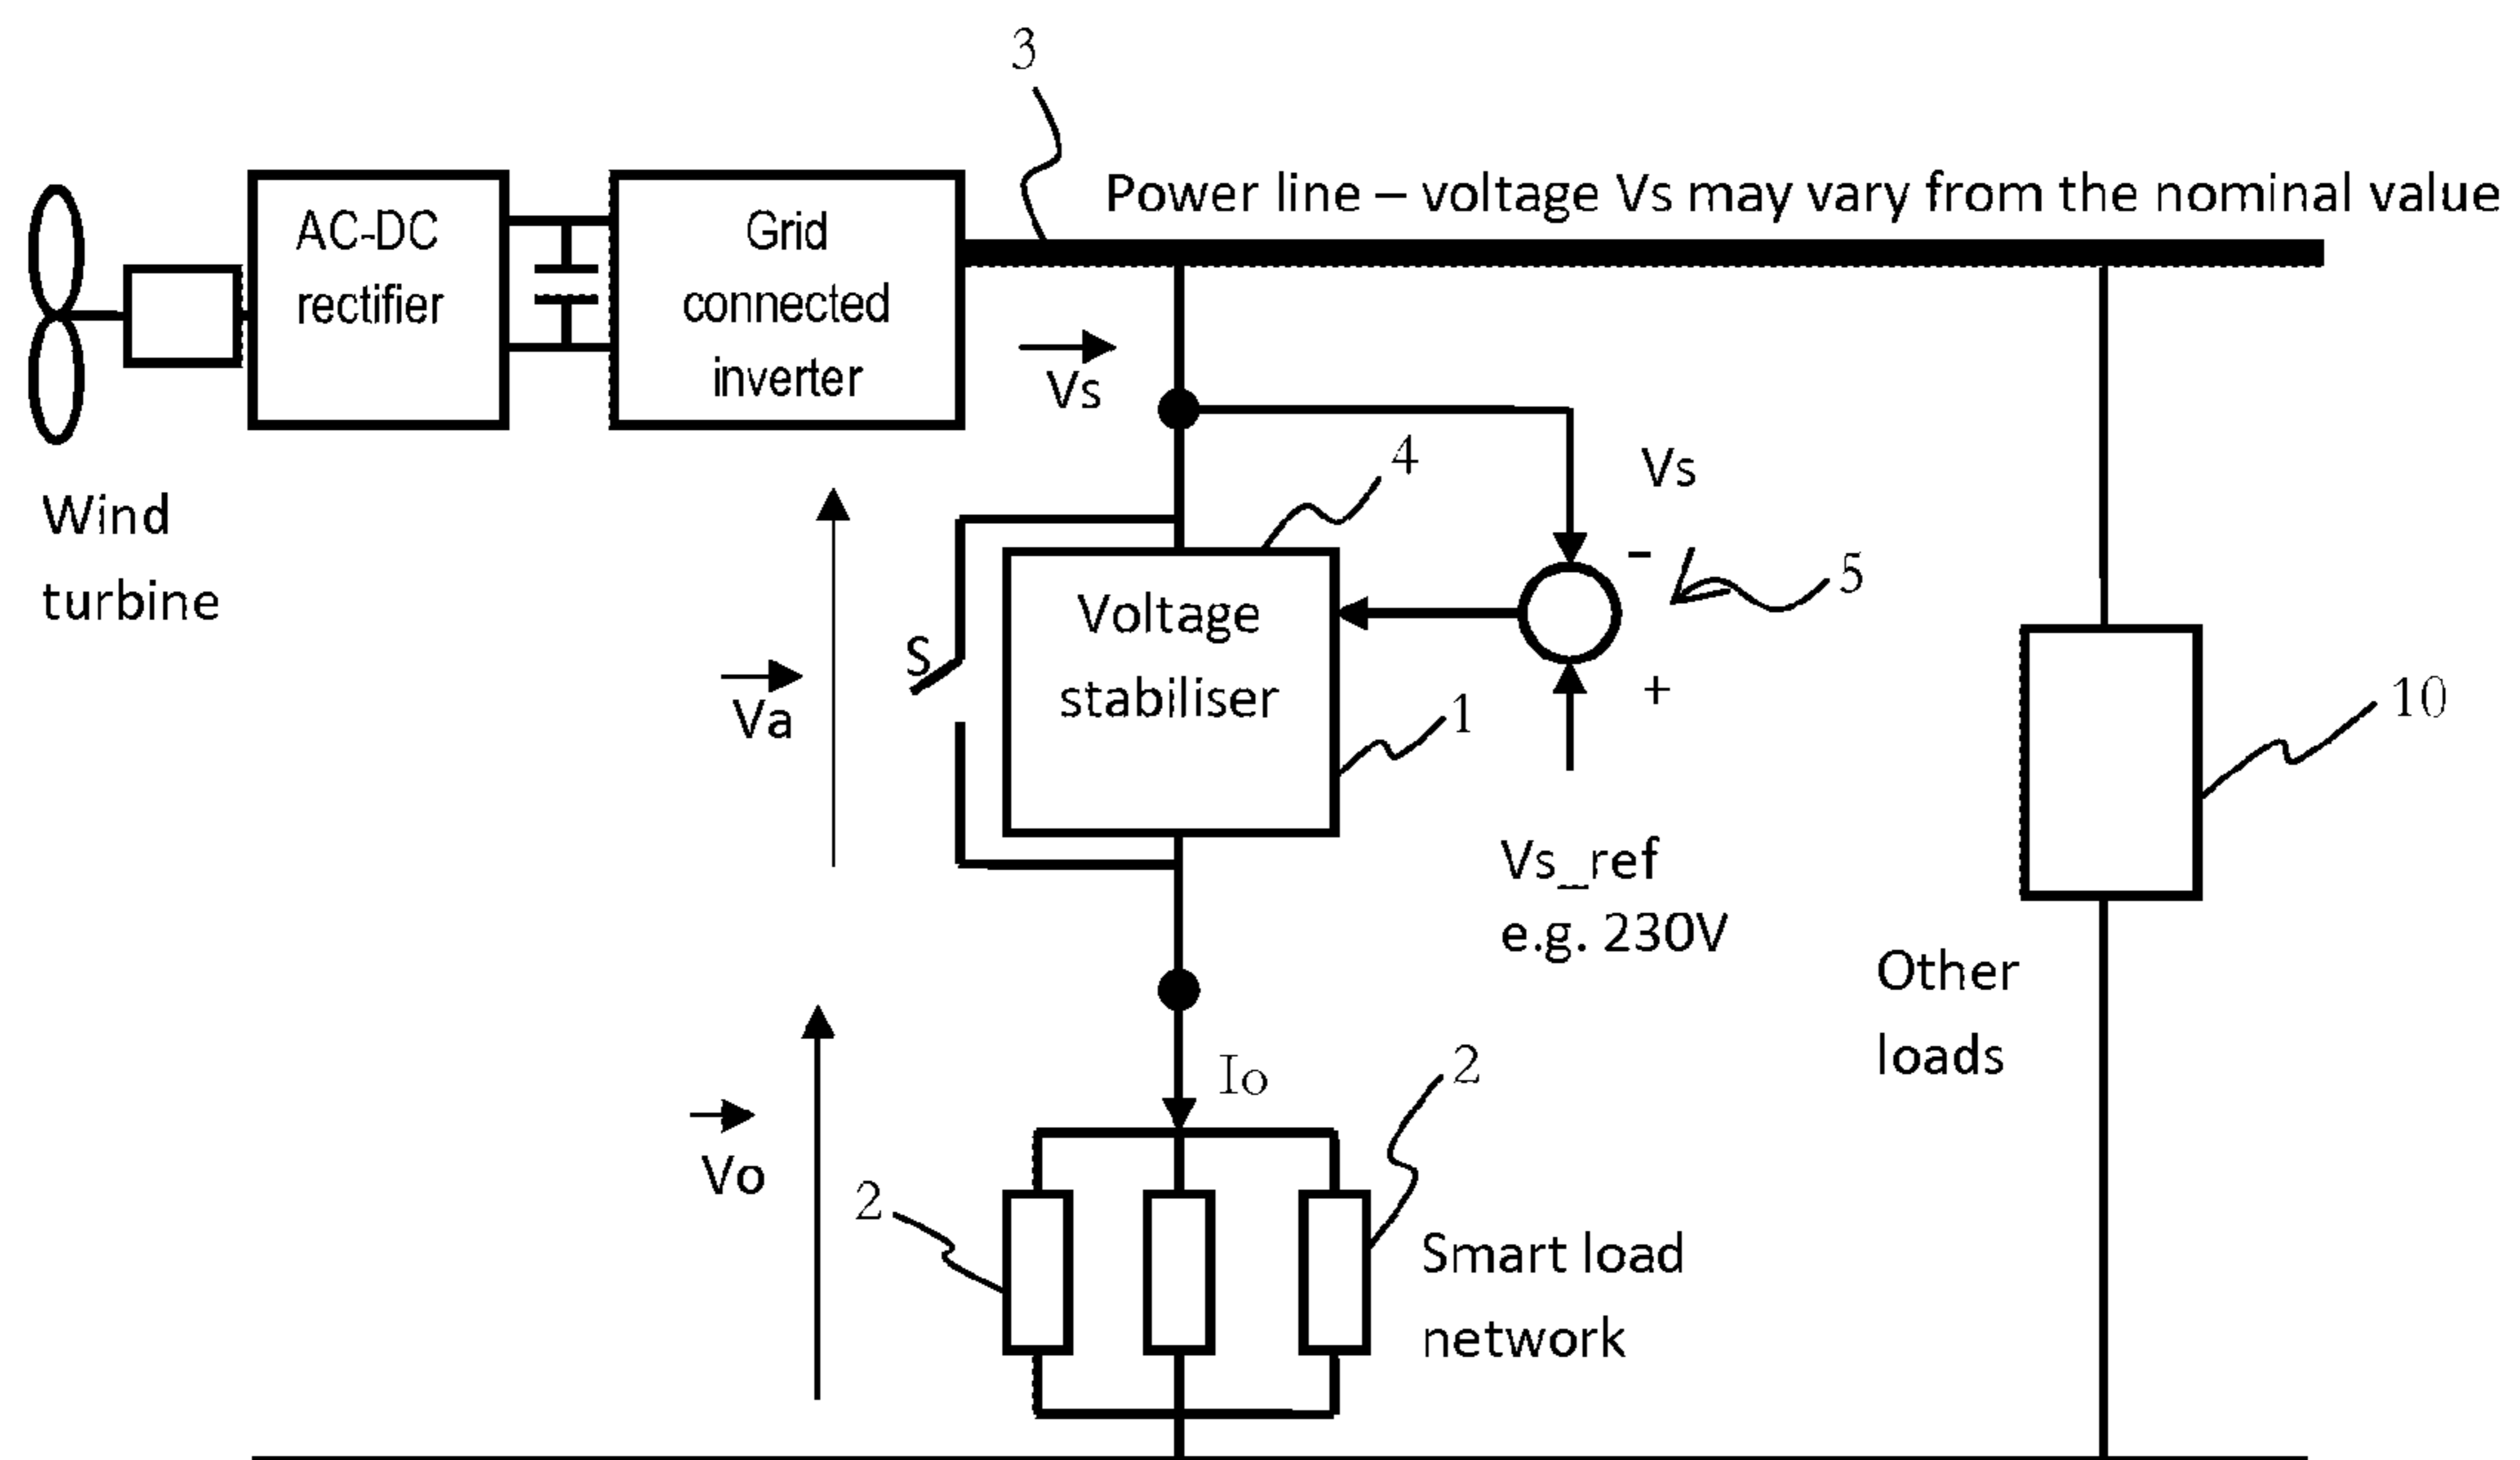 3
Power line – voltage Vs may vary from the nominal value
AC-DC
rectifier
Grid
connected
inverter
Vs
Wind
turbine
4
Vs
-
5
Voltage
stabiliser
S
Va
1
+
10
Vs_ref
e.g. 230V
Other
loads
Io
2
Vo
2
Smart load
network